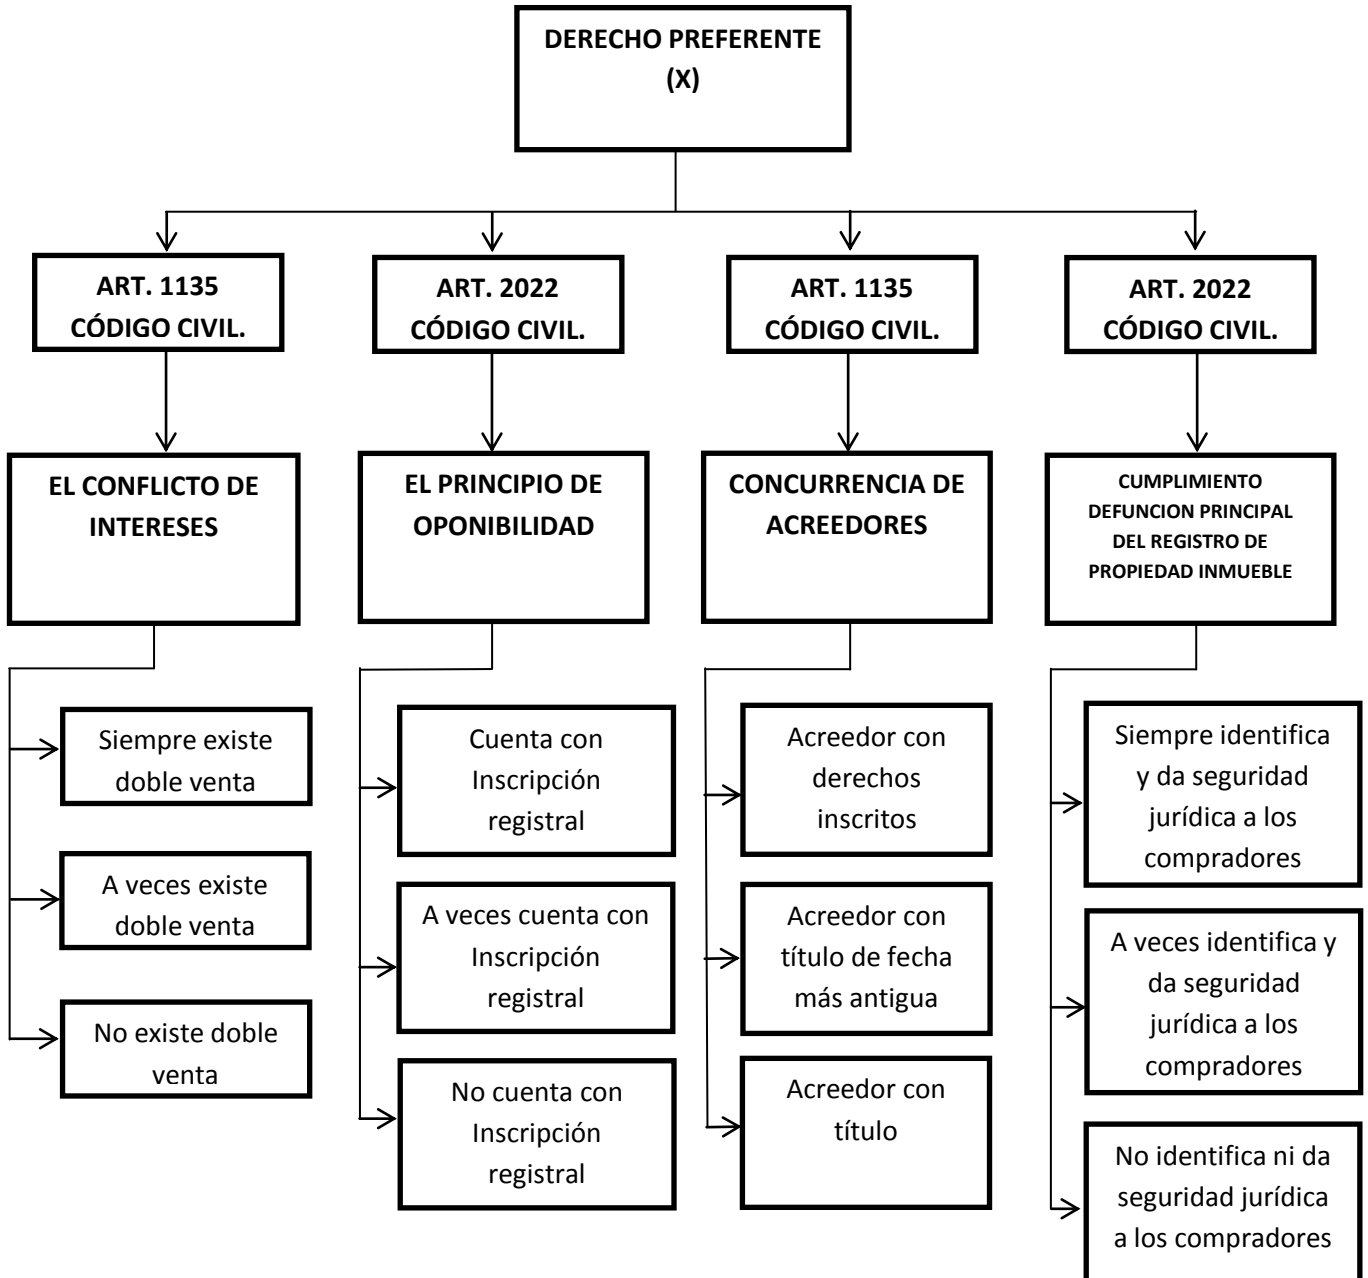 DERECHO PREFERENTE
(X)
ART. 1135
CÓDIGO CIVIL.
ART. 2022
CÓDIGO CIVIL.
ART. 1135
CÓDIGO CIVIL.
ART. 2022
CÓDIGO CIVIL.
EL CONFLICTO DE
INTERESES
EL PRINCIPIO DE
OPONIBILIDAD
CONCURRENCIA DE
ACREEDORES
CUMPLIMIENTO
DEFUNCION PRINCIPAL
DEL REGISTRO DE
PROPIEDAD INMUEBLE
Siempre existe
doble venta
A veces existe
doble venta
No existe doble
venta
Cuenta con
Inscripción
registral
A veces cuenta con
Inscripción
registral
No cuenta con
Inscripción
registral
Acreedor con
derechos
inscritos
Acreedor con
título de fecha
más antigua
Acreedor con
título
Siempre identifica
y da seguridad
jurídica a los
compradores
A veces identifica y
da seguridad
jurídica a los
compradores
No identifica ni da
seguridad jurídica
a los compradores